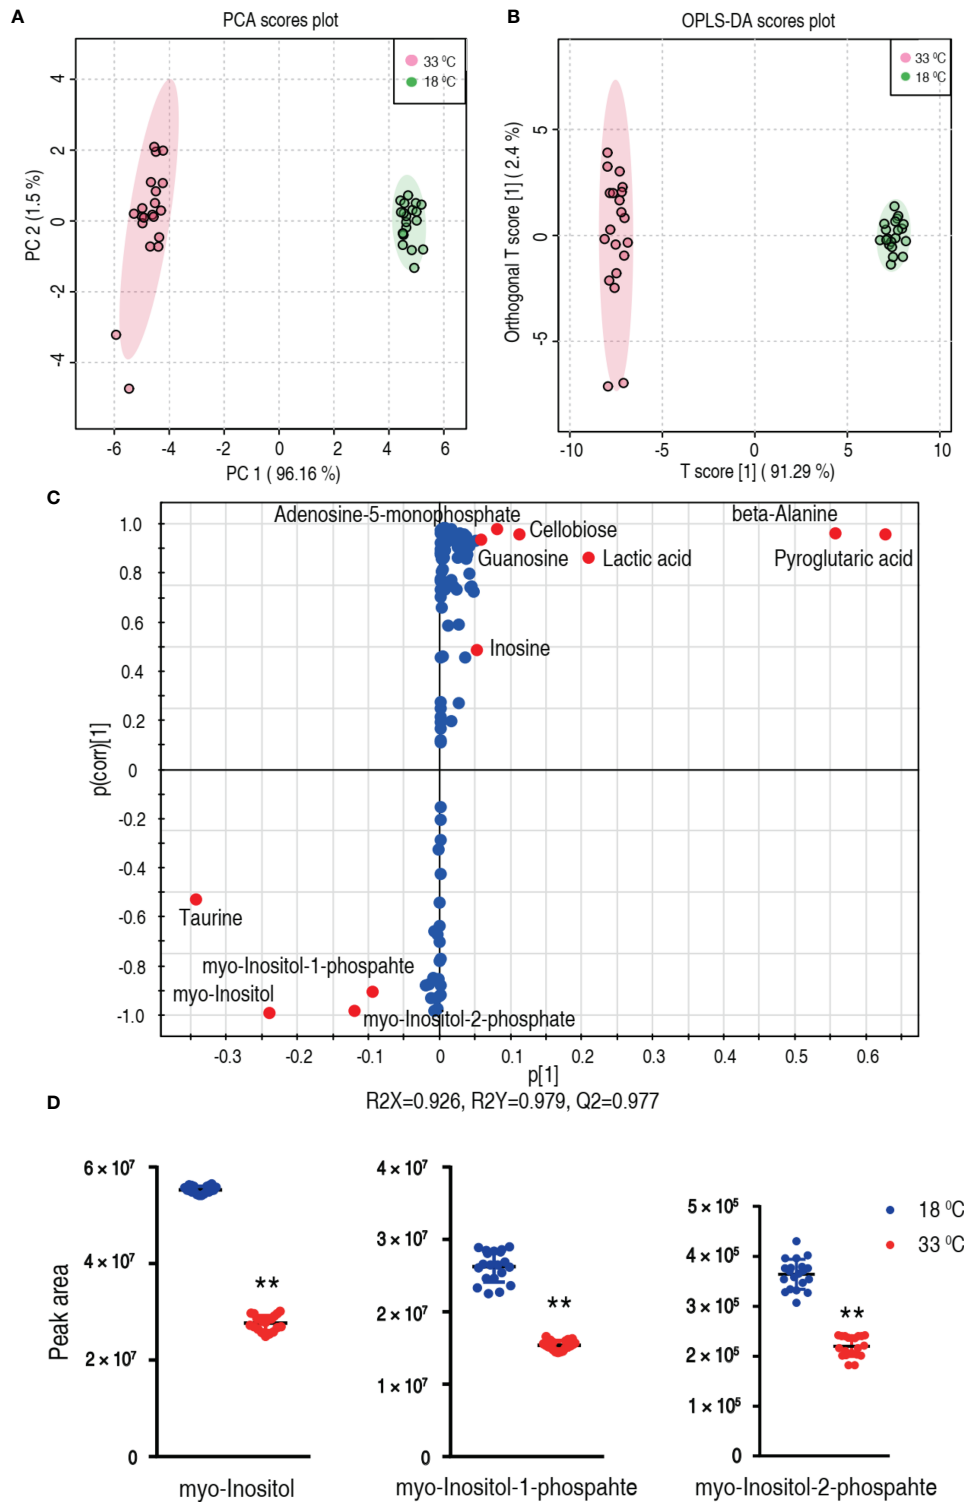 A
PCA scores plot
33 ⁰C
18 ⁰C
4
2
0
-2
-4
PC 2 (1.5 %)
-6
-4
-2
0
2
4
6
PC 1 ( 96.16 %)
B
OPLS-DA scores plot
33 ⁰C
18 ⁰C
5
0
-5
Orthogonal T score [1] ( 2.4 %)
-10
-5
0
5
10
T score [1] ( 91.29 %)
C
1.0
0.8
0.6
0.4
0.2
0
-0.2
-0.4
-0.6
-0.8
-1.0
p(corr)[1]
Adenosine-5-monophosphate
Cellobiose
beta-Alanine
Guanosine
Lactic acid
Pyroglutaric acid
Inosine
Taurine
myo-Inositol-1-phospahte
myo-Inositol
myo-Inositol-2-phosphate
-0.3
-0.2
-0.1
0
0.1
0.2
0.3
0.4
0.5
0.6
p[1]
R2X=0.926, R2Y=0.979, Q2=0.977
D
Peak area
6 × 10⁷
4 × 10⁷
2 × 10⁷
0
**
myo-Inositol
4 × 10⁷
3 × 10⁷
2 × 10⁷
1 × 10⁷
0
**
myo-Inositol-1-phospahte
5 × 10⁵
4 × 10⁵
3 × 10⁵
2 × 10⁵
1 × 10⁵
0
**
myo-Inositol-2-phospahte
18 ⁰C
33 ⁰C